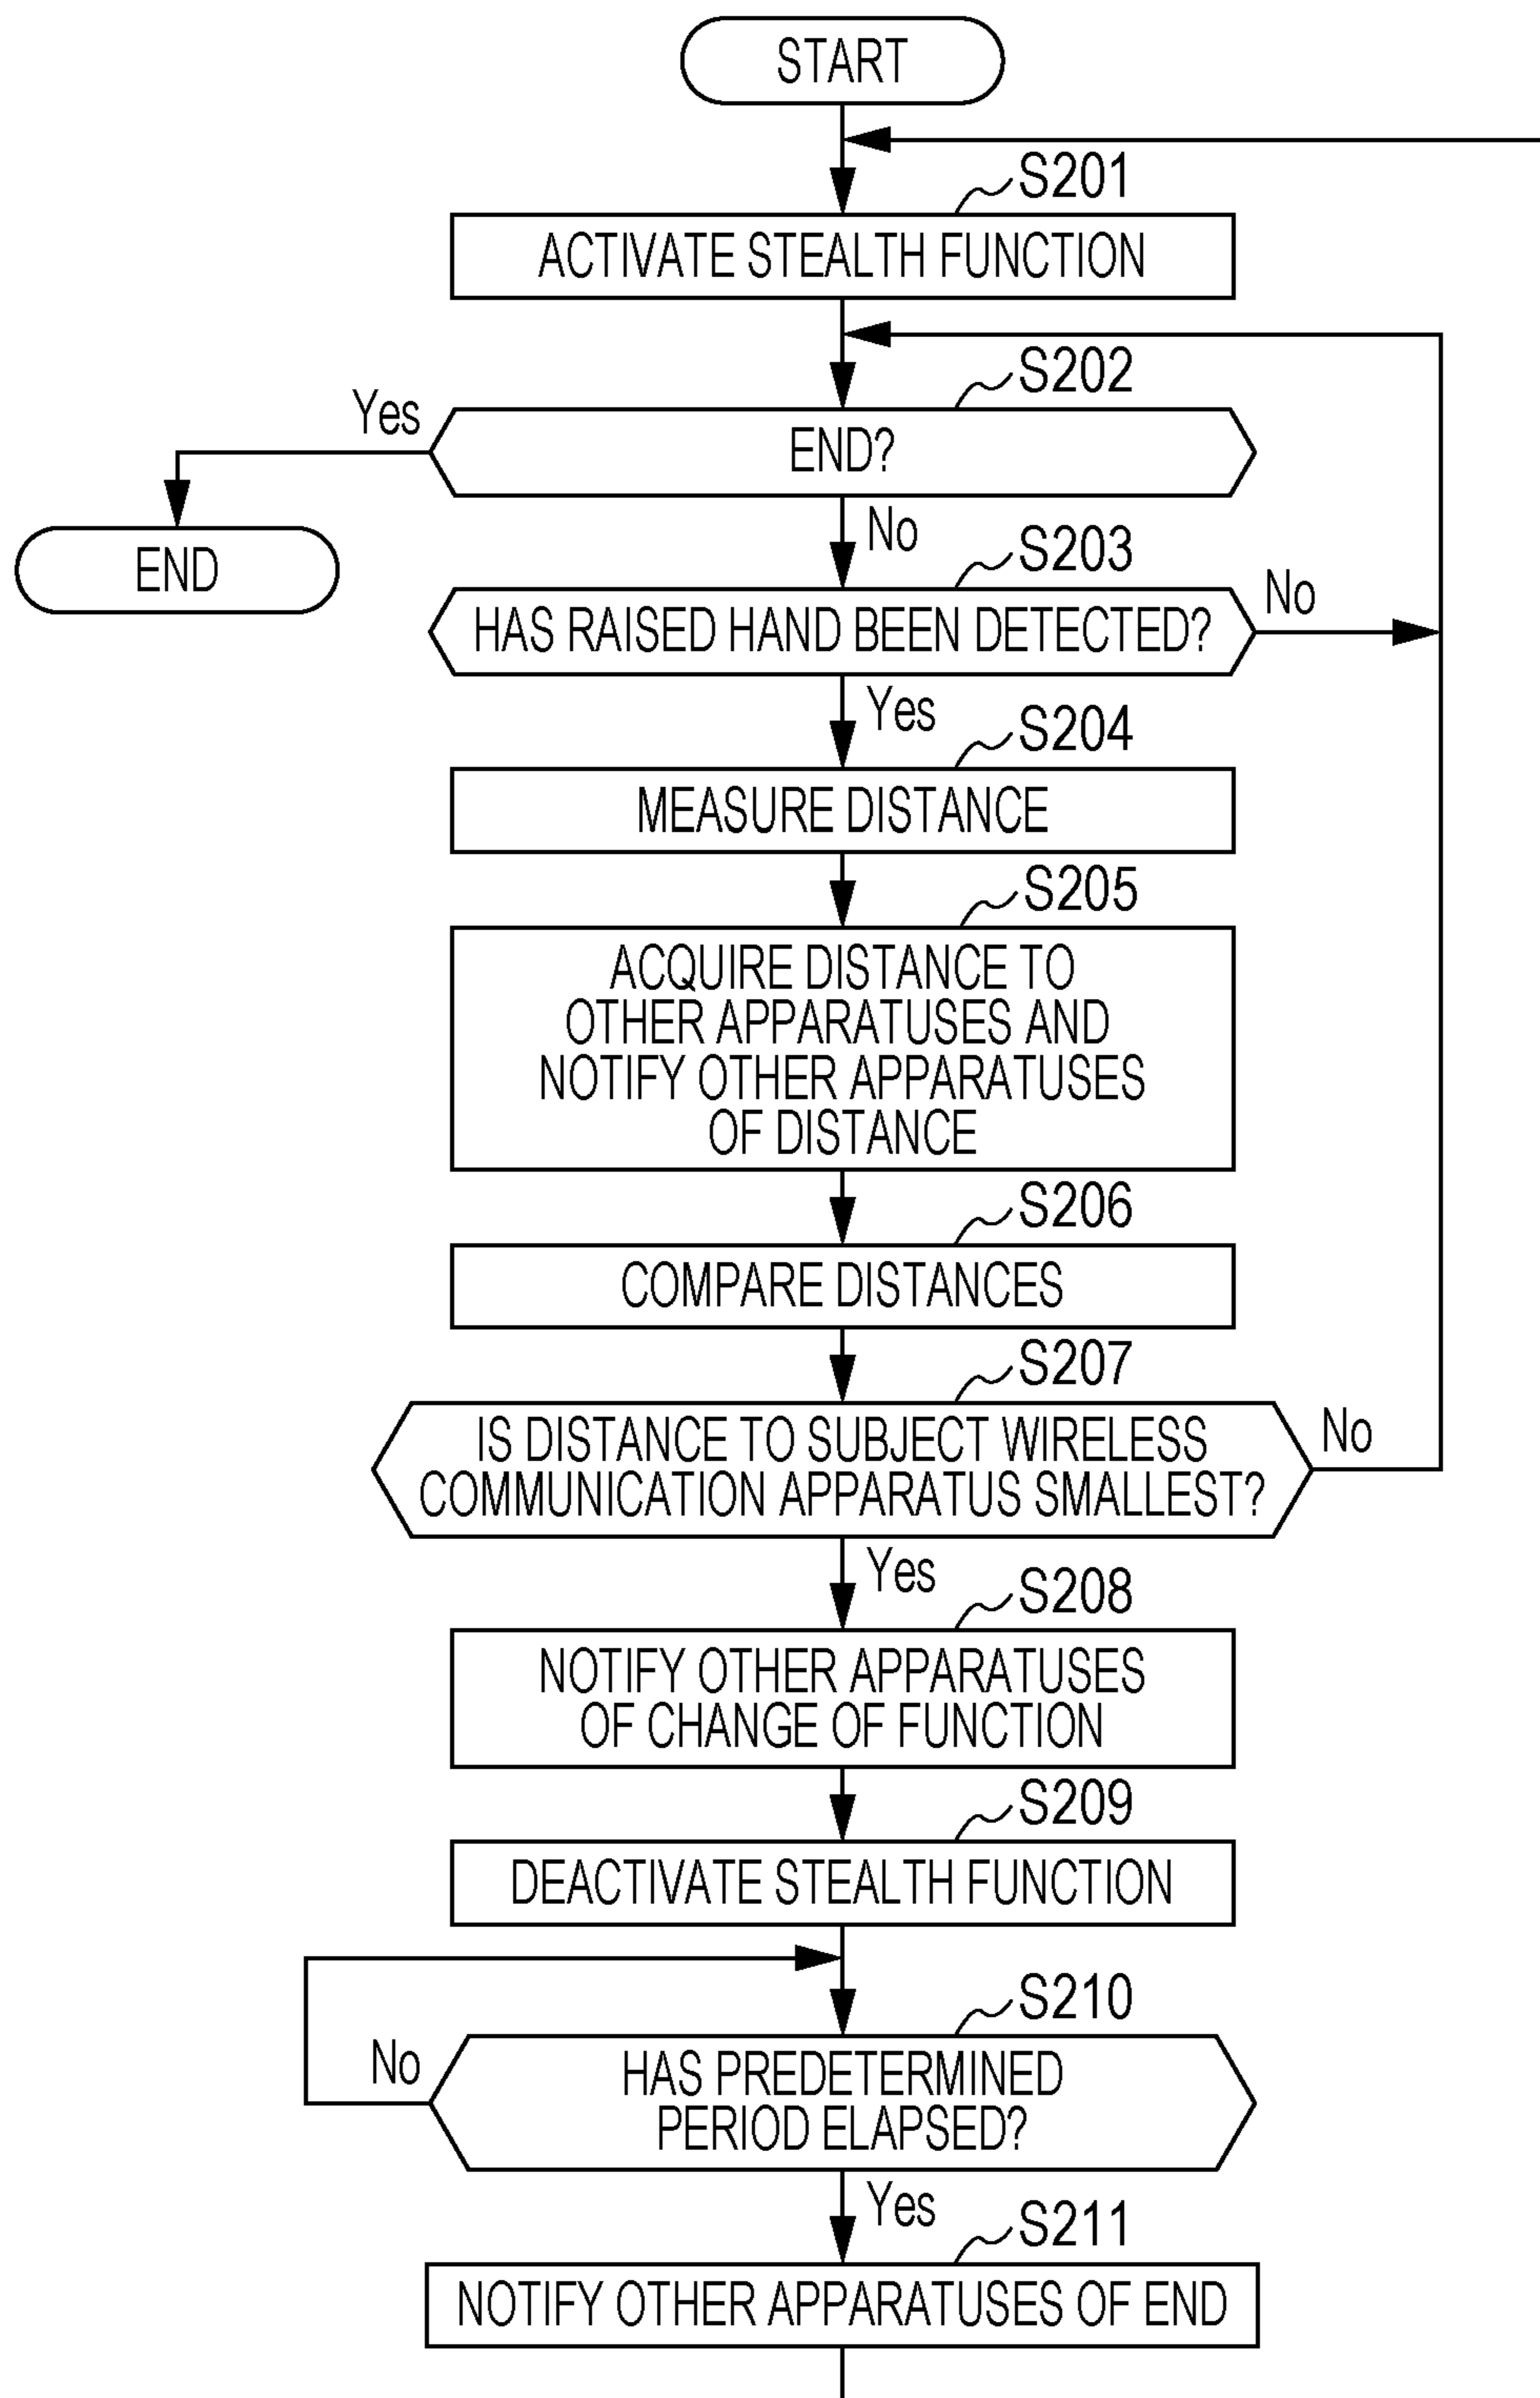 START
S201
ACTIVATE STEALTH FUNCTION
S202
Yes
END?
No
END
S203
HAS RAISED HAND BEEN DETECTED?
No
Yes
S204
MEASURE DISTANCE
S205
ACQUIRE DISTANCE TO
OTHER APPARATUSES AND
NOTIFY OTHER APPARATUSES
OF DISTANCE
S206
COMPARE DISTANCES
S207
IS DISTANCE TO SUBJECT WIRELESS
COMMUNICATION APPARATUS SMALLEST?
No
Yes
S208
NOTIFY OTHER APPARATUSES
OF CHANGE OF FUNCTION
S209
DEACTIVATE STEALTH FUNCTION
S210
No
HAS PREDETERMINED
PERIOD ELAPSED?
Yes
S211
NOTIFY OTHER APPARATUSES OF END